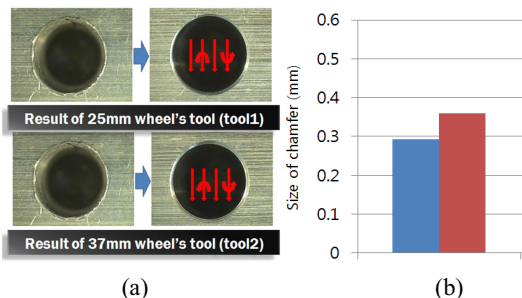 Result of 25mm wheel's tool (tool1)
Result of 37mm wheel's tool (tool2)
(a)
Size of chamfer (mm)
0.6
0.5
0.4
0.3
0.2
0.1
0
(b)